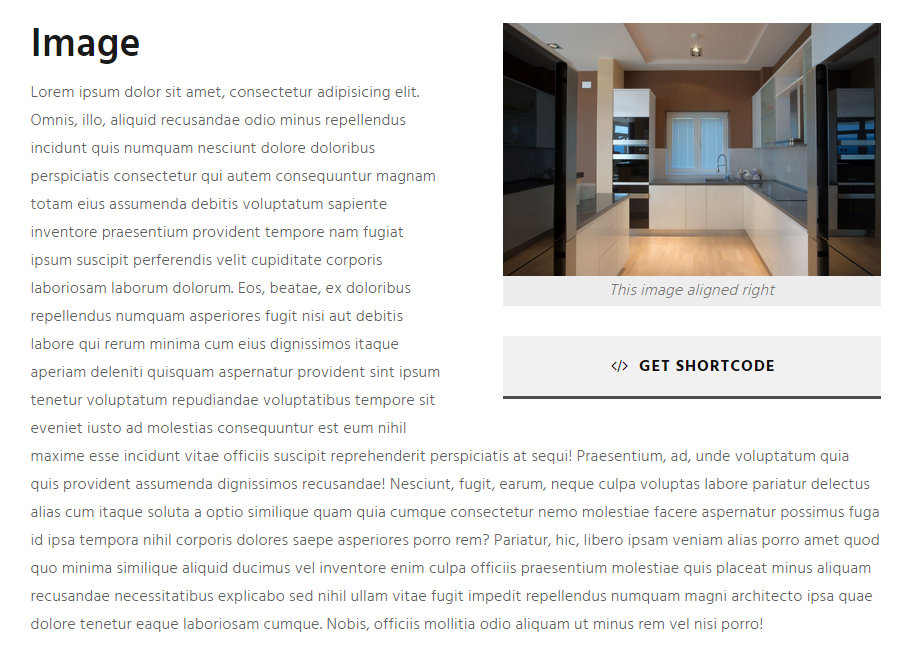 Image
Lorem ipsum dolor sit amet, consectetur adipisicing elit.
Omnis, illo, aliquid recusandae odio minus repellendus
incidunt quis numquam nesciunt dolore doloribus
perspiciatis consectetur qui autem consequuntur magnam
totam eius assumenda debitis voluptatum sapiente
inventore praesentium provident tempore nam fugiat
ipsum suscipit perferendis velit cupiditate corporis
laboriosam laborum dolorum. Eos, beatae, ex doloribus
repellendus numquam asperiores fugit nisi aut debitis
labore qui rerum minima cum eius dignissimos itaque
aperiam deleniti quisquam aspernatur provident sint ipsum
tenetur voluptatum repudiandae voluptatibus tempore sit
eveniet iusto ad molestias consequuntur est eum nihil
maxime esse incidunt vitae officiis suscipit reprehenderit perspiciatis at sequi! Praesentium, ad, unde voluptatum quia
quis provident assumenda dignissimos recusandae! Nesciunt, fugit, earum, neque culpa voluptas labore pariatur delectus
alias cum itaque soluta a optio similique quam quia cumque consectetur nemo molestiae facere aspernatur possimus fuga
id ipsa tempora nihil corporis dolores saepe asperiores porro rem? Pariatur, hic, libero ipsam veniam alias porro amet quod
quo minima similique aliquid ducimus vel inventore enim culpa officiis praesentium molestiae quis placeat minus aliquam
recusandae necessitatibus explicabo sed nihil ullam vitae fugit impedit repellendus numquam magni architecto ipsa quae
dolore tenetur eaque laboriosam cumque. Nobis, officiis mollitia odio aliquam ut minus rem vel nisi porro!
This image aligned right
</> GET SHORTCODE